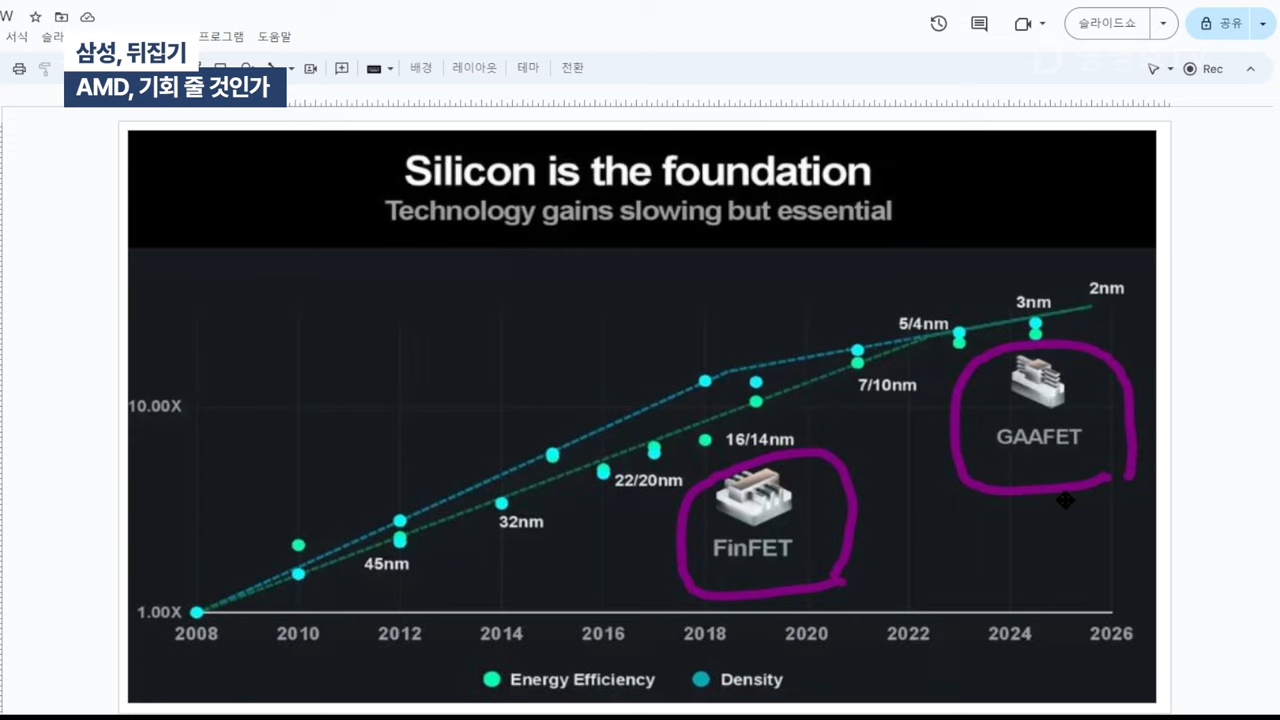 W
서식 슬라
프로그램 도움말
슬라이드쇼
공유
삼성, 뒤집기
AMD, 기회 줄 것인가
배경 레이아웃 테마 전환
Rec
Silicon is the foundation
Technology gains slowing but essential
2nm
3nm
5/4nm
7/10nm
10.00X
GAAFET
16/14nm
22/20nm
32nm
FinFET
45nm
1.00X
2008 2010 2012 2014 2016 2018 2020 2022 2024 2026
Energy Efficiency Density